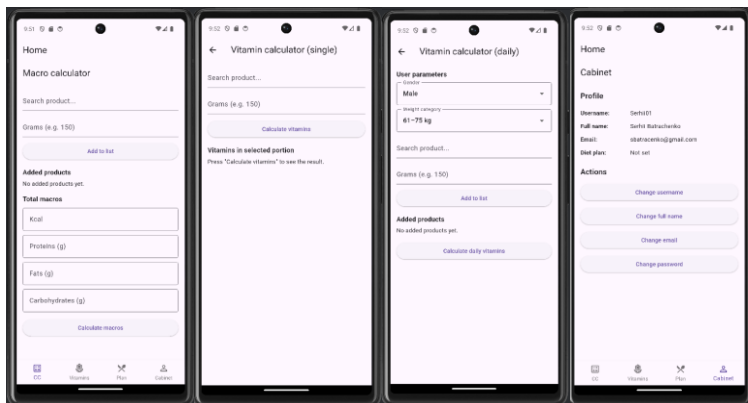 9:51
Home
Macro calculator
Search product...
Grams (e.g. 150)
Add to list
Added products
No added products yet.
Total macros
Kcal
Proteins (g)
Fats (g)
Carbohydrates (g)
Calculate macros
CC Vitamins Plan Cabinet
9:52
← Vitamin calculator (single)
Search product...
Grams (e.g. 150)
Calculate vitamins
Vitamins in selected portion
Press "Calculate vitamins" to see the result.
9:52
← Vitamin calculator (daily)
User parameters
Gender
Male
Weight category
61–75 kg
Search product...
Grams (e.g. 150)
Add to list
Added products
No added products yet.
Calculate daily vitamins
9:52
Home
Cabinet
Profile
Username: Serhii01
Full name: Serhii Batrachenko
Email: sbatracenko@gmail.com
Diet plan: Not set
Actions
Change username
Change full name
Change email
Change password
CC Vitamins Plan Cabinet